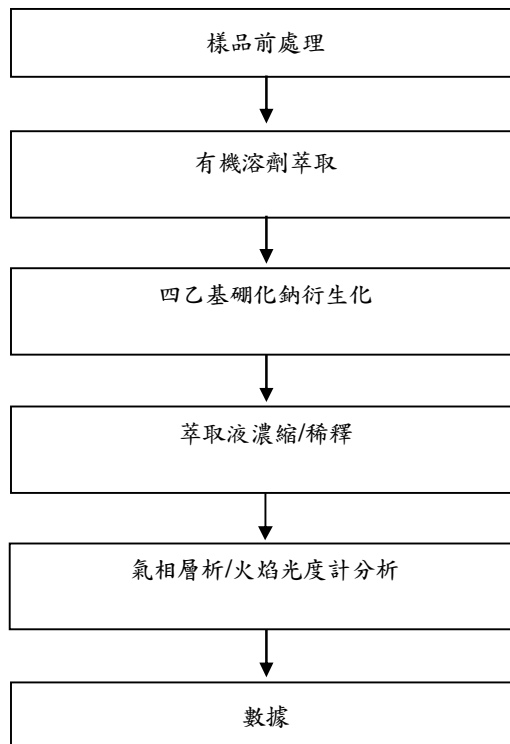 樣品前處理
有機溶劑萃取
四乙基硼化鈉衍生化
萃取液濃縮/稀釋
氣相層析/火焰光度計分析
數據